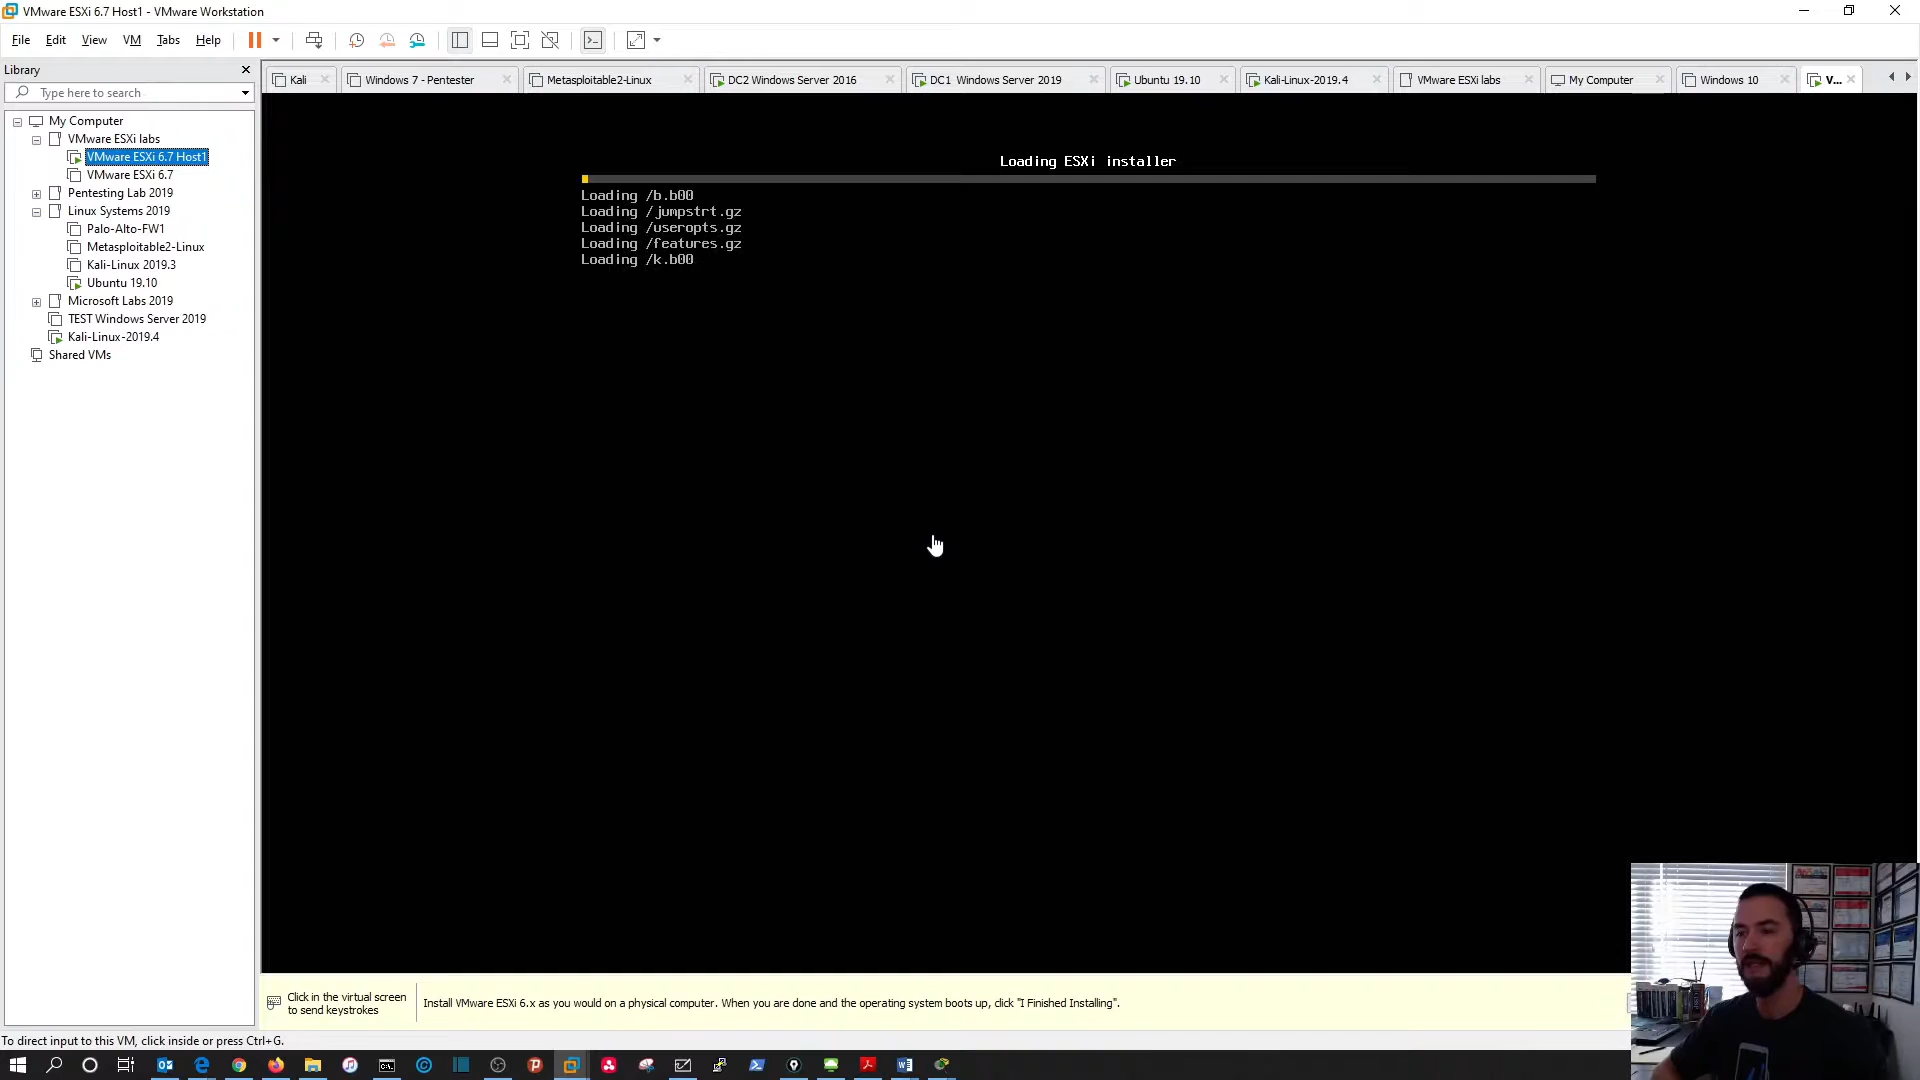 VMware ESXi 6.7 Host1 - VMware Workstation
File Edit View VM Tabs Help
Library
Type here to search
My Computer
VMware ESXi labs
VMware ESXi 6.7 Host1
VMware ESXi 6.7
Pentesting Lab 2019
Linux Systems 2019
Palo-Alto-FW1
Metasploitable2-Linux
Kali-Linux 2019.3
Ubuntu 19.10
Microsoft Labs 2019
TEST Windows Server 2019
Kali-Linux-2019.4
Shared VMs
Kali
Windows 7 - Pentester
Metasploitable2-Linux
DC2 Windows Server 2016
DC1 Windows Server 2019
Ubuntu 19.10
Kali-Linux-2019.4
VMware ESXi labs
My Computer
Windows 10
V...
Loading ESXi installer
Loading /b.b00
Loading /jumpstrt.gz
Loading /useropts.gz
Loading /features.gz
Loading /k.b00
Click in the virtual screen
to send keystrokes
Install VMware ESXi 6.x as you would on a physical computer. When you are done and the operating system boots up, click "I Finished Installing".
To direct input to this VM, click inside or press Ctrl+G.